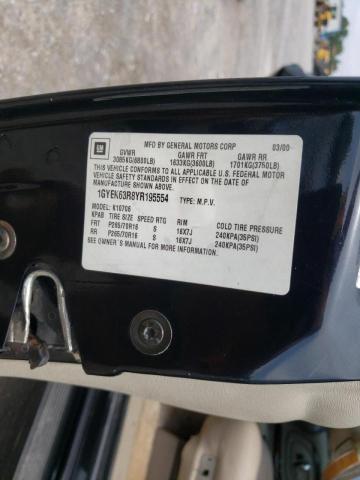 GM
MFD BY GENERAL MOTORS CORP 03/00
GVWR GAWR FRT GAWR RR
3085KG(6800LB) 1633KG(3600LB) 1701KG(3750LB)
THIS VEHICLE CONFORMS TO ALL APPLICABLE U.S. FEDERAL MOTOR
VEHICLE SAFETY STANDARDS IN EFFECT ON THE DATE OF
MANUFACTURE SHOWN ABOVE.
1GYEK63R8YR195554 TYPE: M.P.V.
MODEL: K10706
KPAB TIRE SIZE SPEED RTG RIM COLD TIRE PRESSURE
FRT P265/70R16 S 16X7J 240KPA(35PSI)
RR P265/70R16 S 16X7J 240KPA(35PSI)
SEE OWNER'S MANUAL FOR MORE INFORMATION